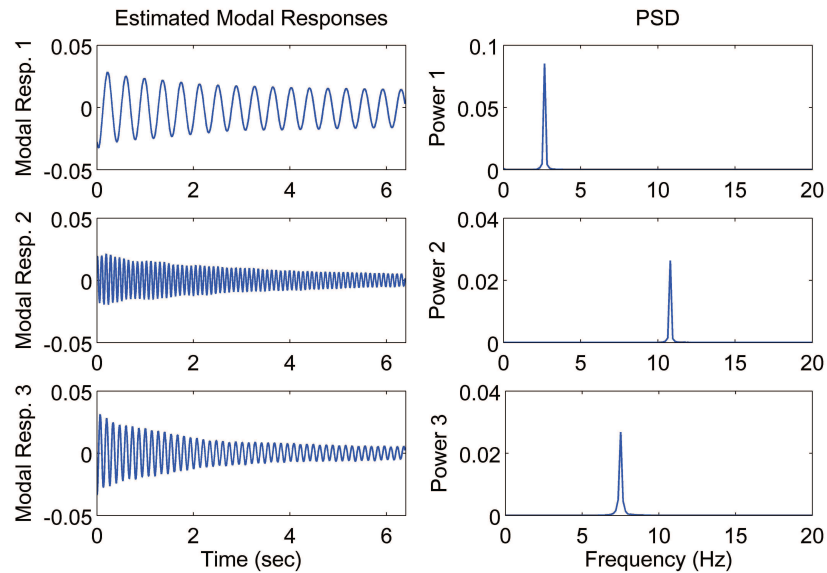 Estimated Modal Responses
PSD
Modal Resp. 1
0.05
0
-0.05
0 2 4 6
Power 1
0.1
0.05
0
0 5 10 15 20
Modal Resp. 2
0.05
0
-0.05
0 2 4 6
Power 2
0.04
0.02
0
0 5 10 15 20
Modal Resp. 3
0.05
0
-0.05
0 2 4 6
Time (sec)
Power 3
0.04
0.02
0
0 5 10 15 20
Frequency (Hz)